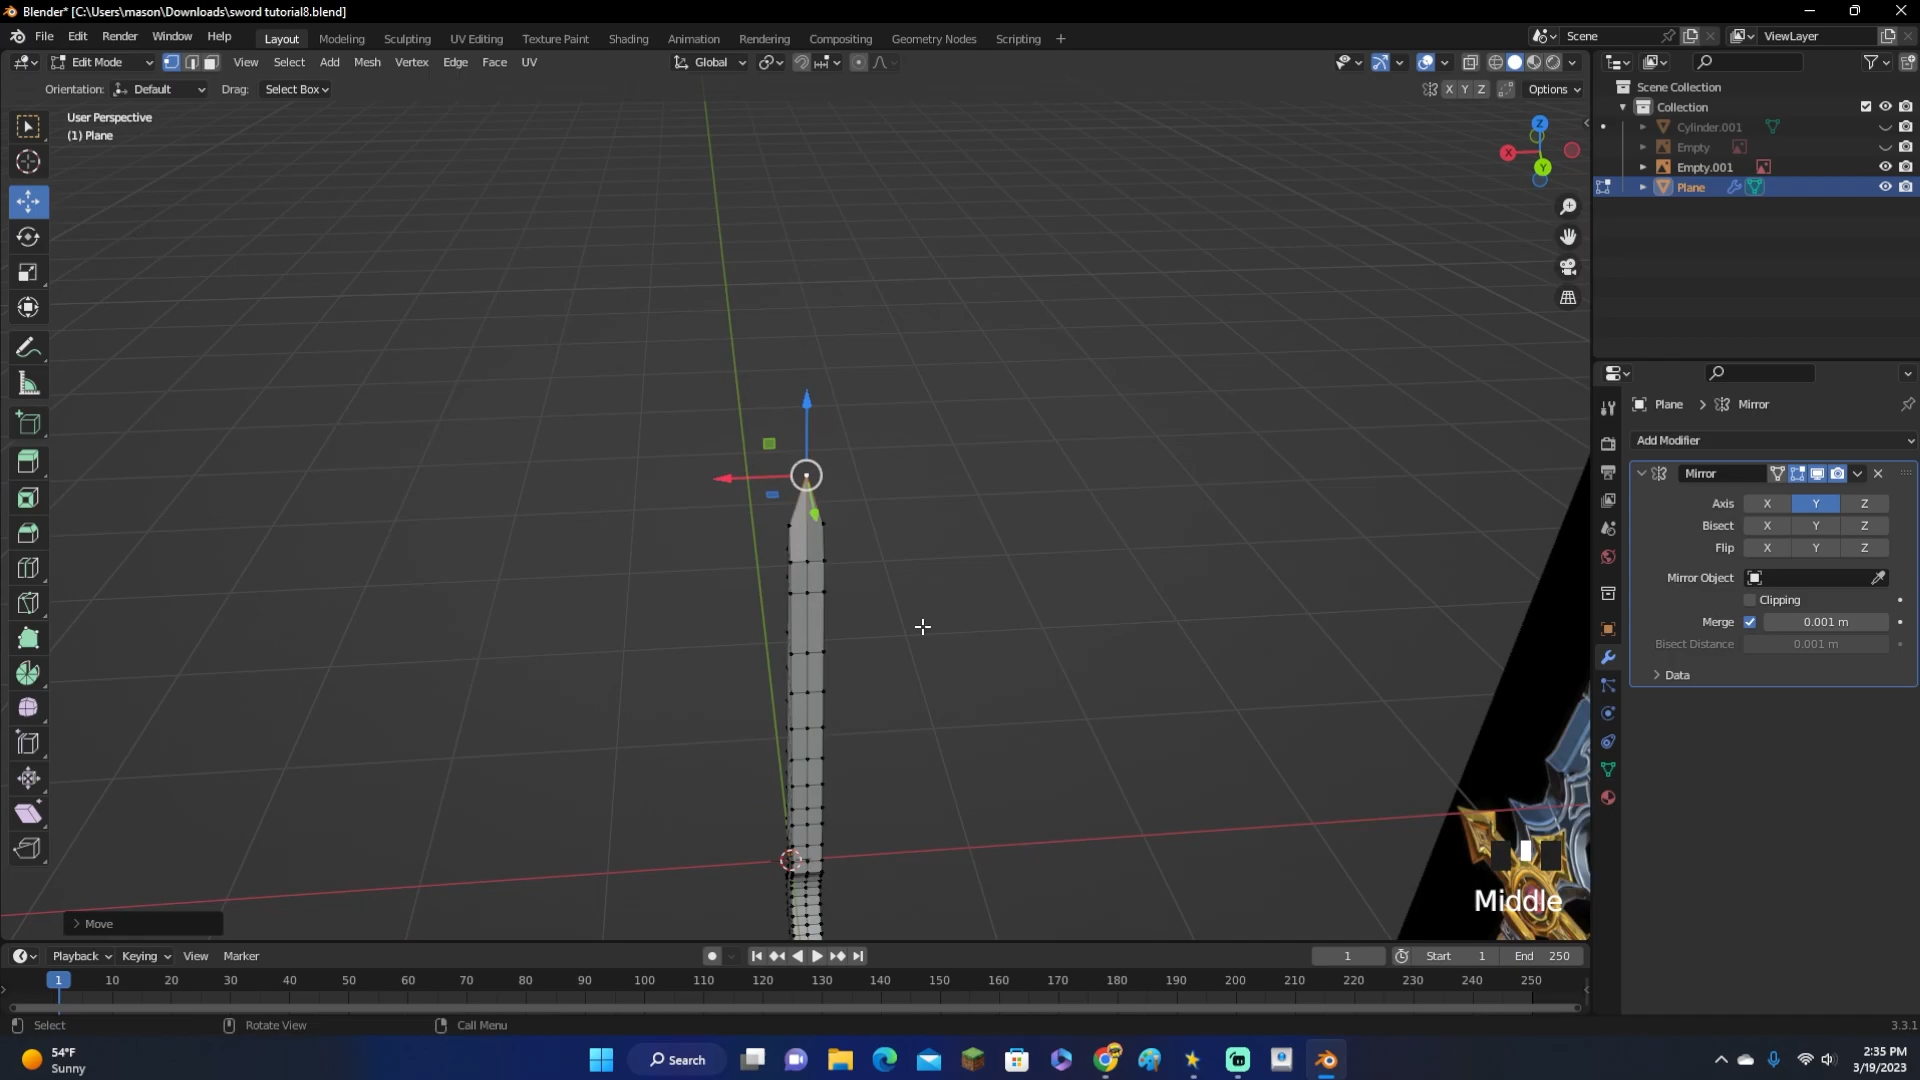 Blender* [C:\Users\mason\Downloads\sword tutorial8.blend]
File Edit Render Window Help
Layout Modeling Sculpting UV Editing Texture Paint Shading Animation Rendering Compositing Geometry Nodes Scripting +
Scene
ViewLayer
Edit Mode
View Select Add Mesh Vertex Edge Face UV
Global
Orientation: Default Drag: Select Box
X Y Z
Options
User Perspective
(1) Plane
Z
X
Y
Scene Collection
Collection
Cylinder.001
Empty
Empty.001
Plane
Plane > Mirror
Add Modifier
Mirror
Axis X Y Z
Bisect X Y Z
Flip X Y Z
Mirror Object
Clipping
Merge 0.001 m
Bisect Distance 0.001 m
Data
Middle
> Move
Playback Keying View Marker
1
Start 1
End 250
1 10 20 30 40 50 60 70 80 90 100 110 120 130 140 150 160 170 180 190 200 210 220 230 240 250
Select
Rotate View
Call Menu
3.3.1
54°F
Sunny
Search
2:35 PM
3/19/2023